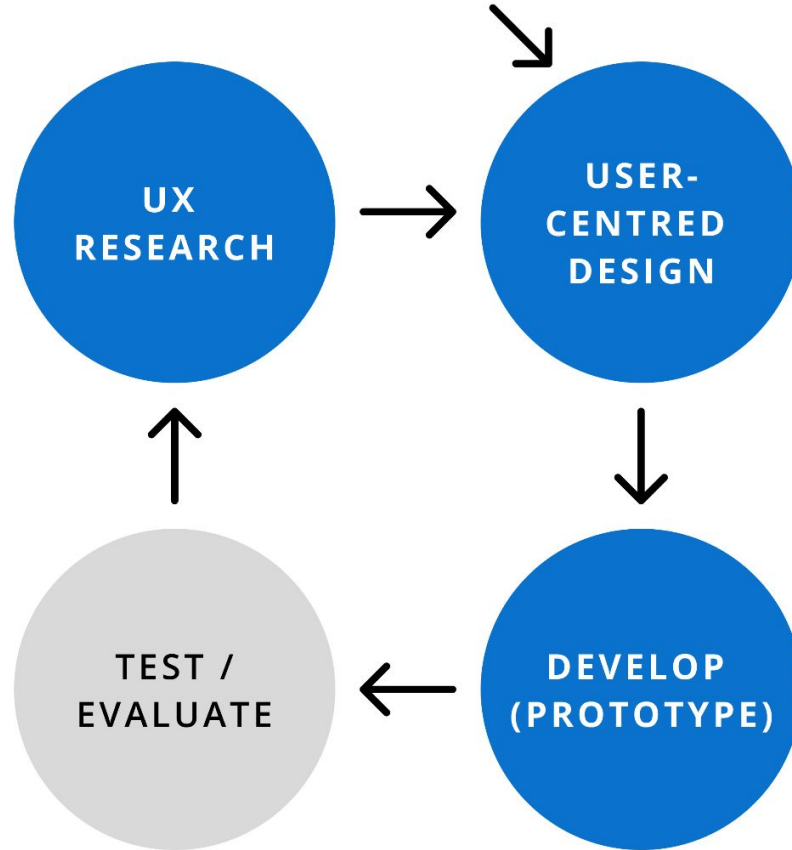 UX
RESEARCH
USER-
CENTRED
DESIGN
TEST /
EVALUATE
DEVELOP
(PROTOTYPE)